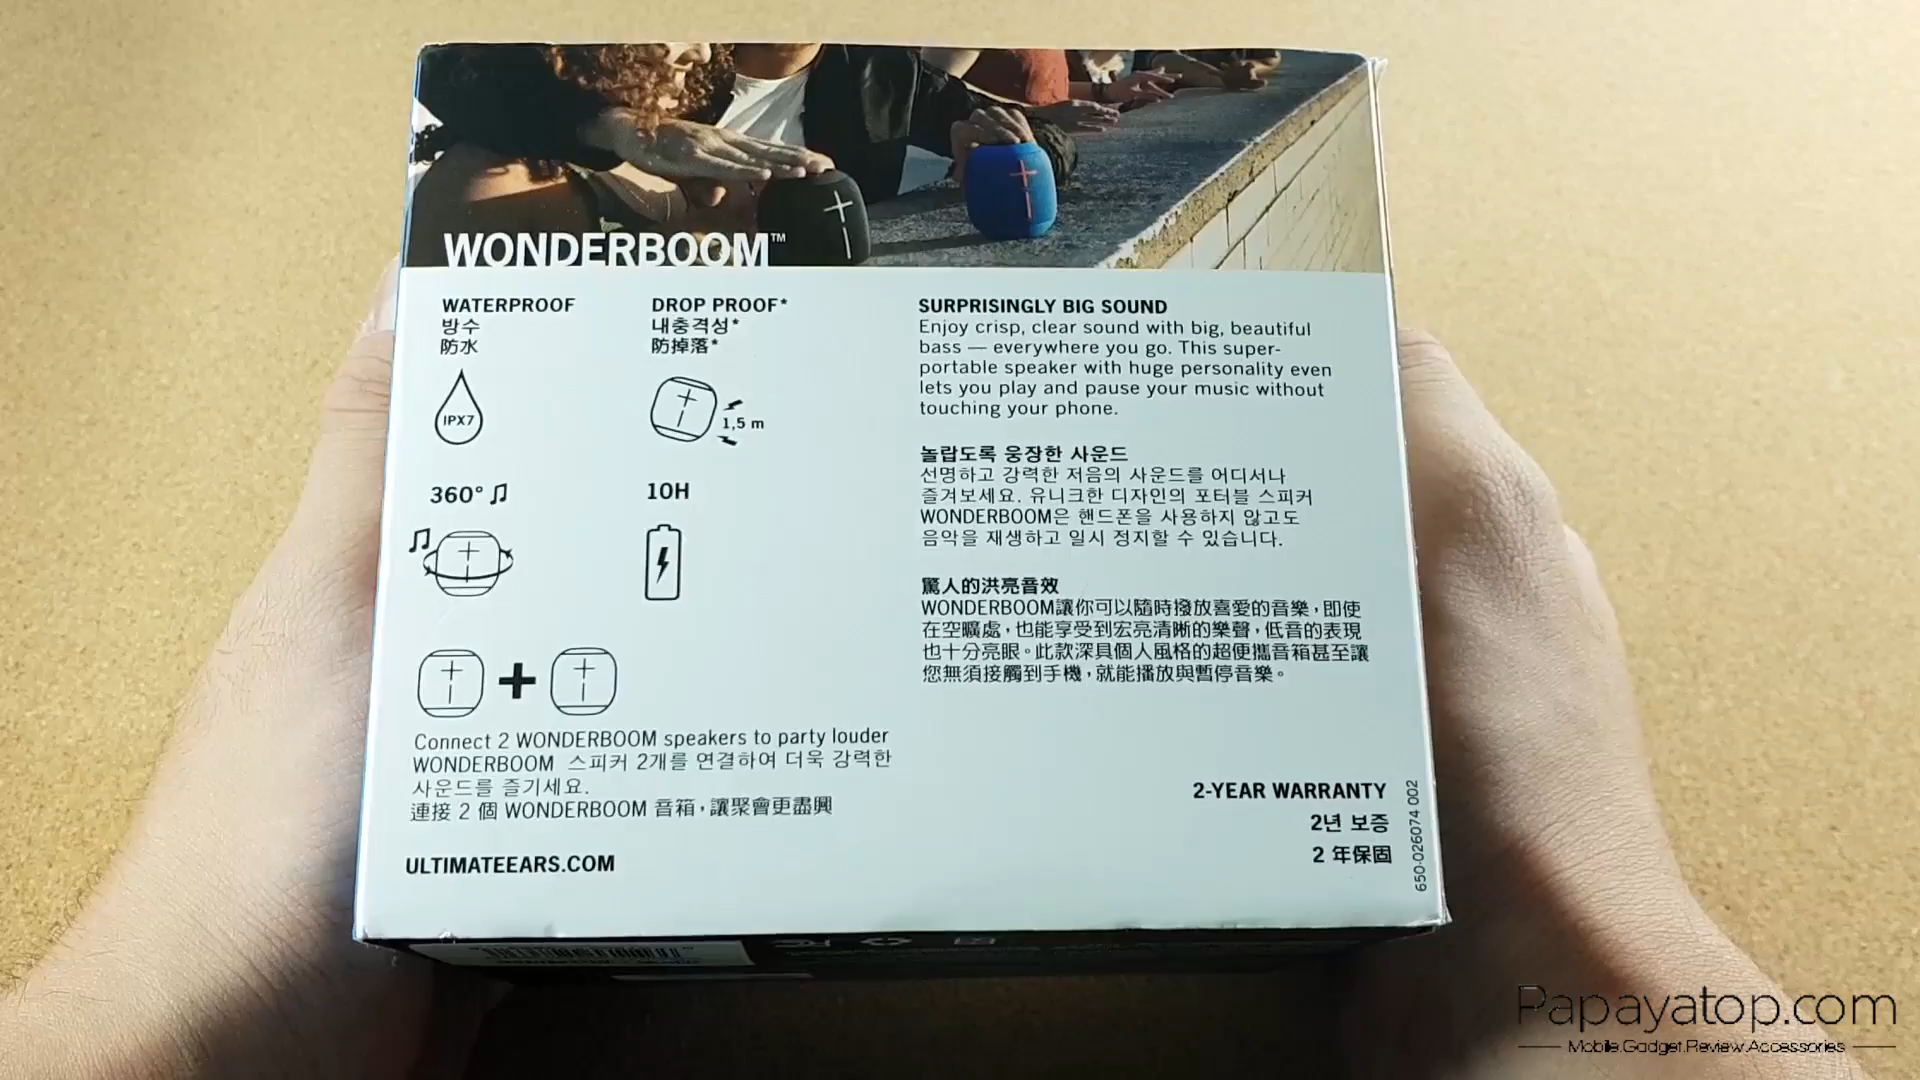 WONDERBOOM™
WATERPROOF
방수
防水
IPX7
DROP PROOF*
내충격성*
防掉落*
1,5 m
360°
10H
Connect 2 WONDERBOOM speakers to party louder
WONDERBOOM 스피커 2개를 연결하여 더욱 강력한
사운드를 즐기세요.
連接 2 個 WONDERBOOM 音箱，讓聚會更盡興
ULTIMATEEARS.COM
SURPRISINGLY BIG SOUND
Enjoy crisp, clear sound with big, beautiful
bass — everywhere you go. This super-
portable speaker with huge personality even
lets you play and pause your music without
touching your phone.
놀랍도록 웅장한 사운드
선명하고 강력한 저음의 사운드를 어디서나
즐겨보세요. 유니크한 디자인의 포터블 스피커
WONDERBOOM은 핸드폰을 사용하지 않고도
음악을 재생하고 일시 정지할 수 있습니다.
驚人的洪亮音效
WONDERBOOM讓你可以隨時撥放喜愛的音樂，即使
在空曠處，也能享受到宏亮清晰的樂聲，低音的表現
也十分亮眼。此款深具個人風格的超便攜音箱甚至讓
您無須接觸到手機，就能播放與暫停音樂。
2-YEAR WARRANTY
2년 보증
2 年保固
650-026074 002
Papayatop.com
Mobile.Gadget.Review.Accessories